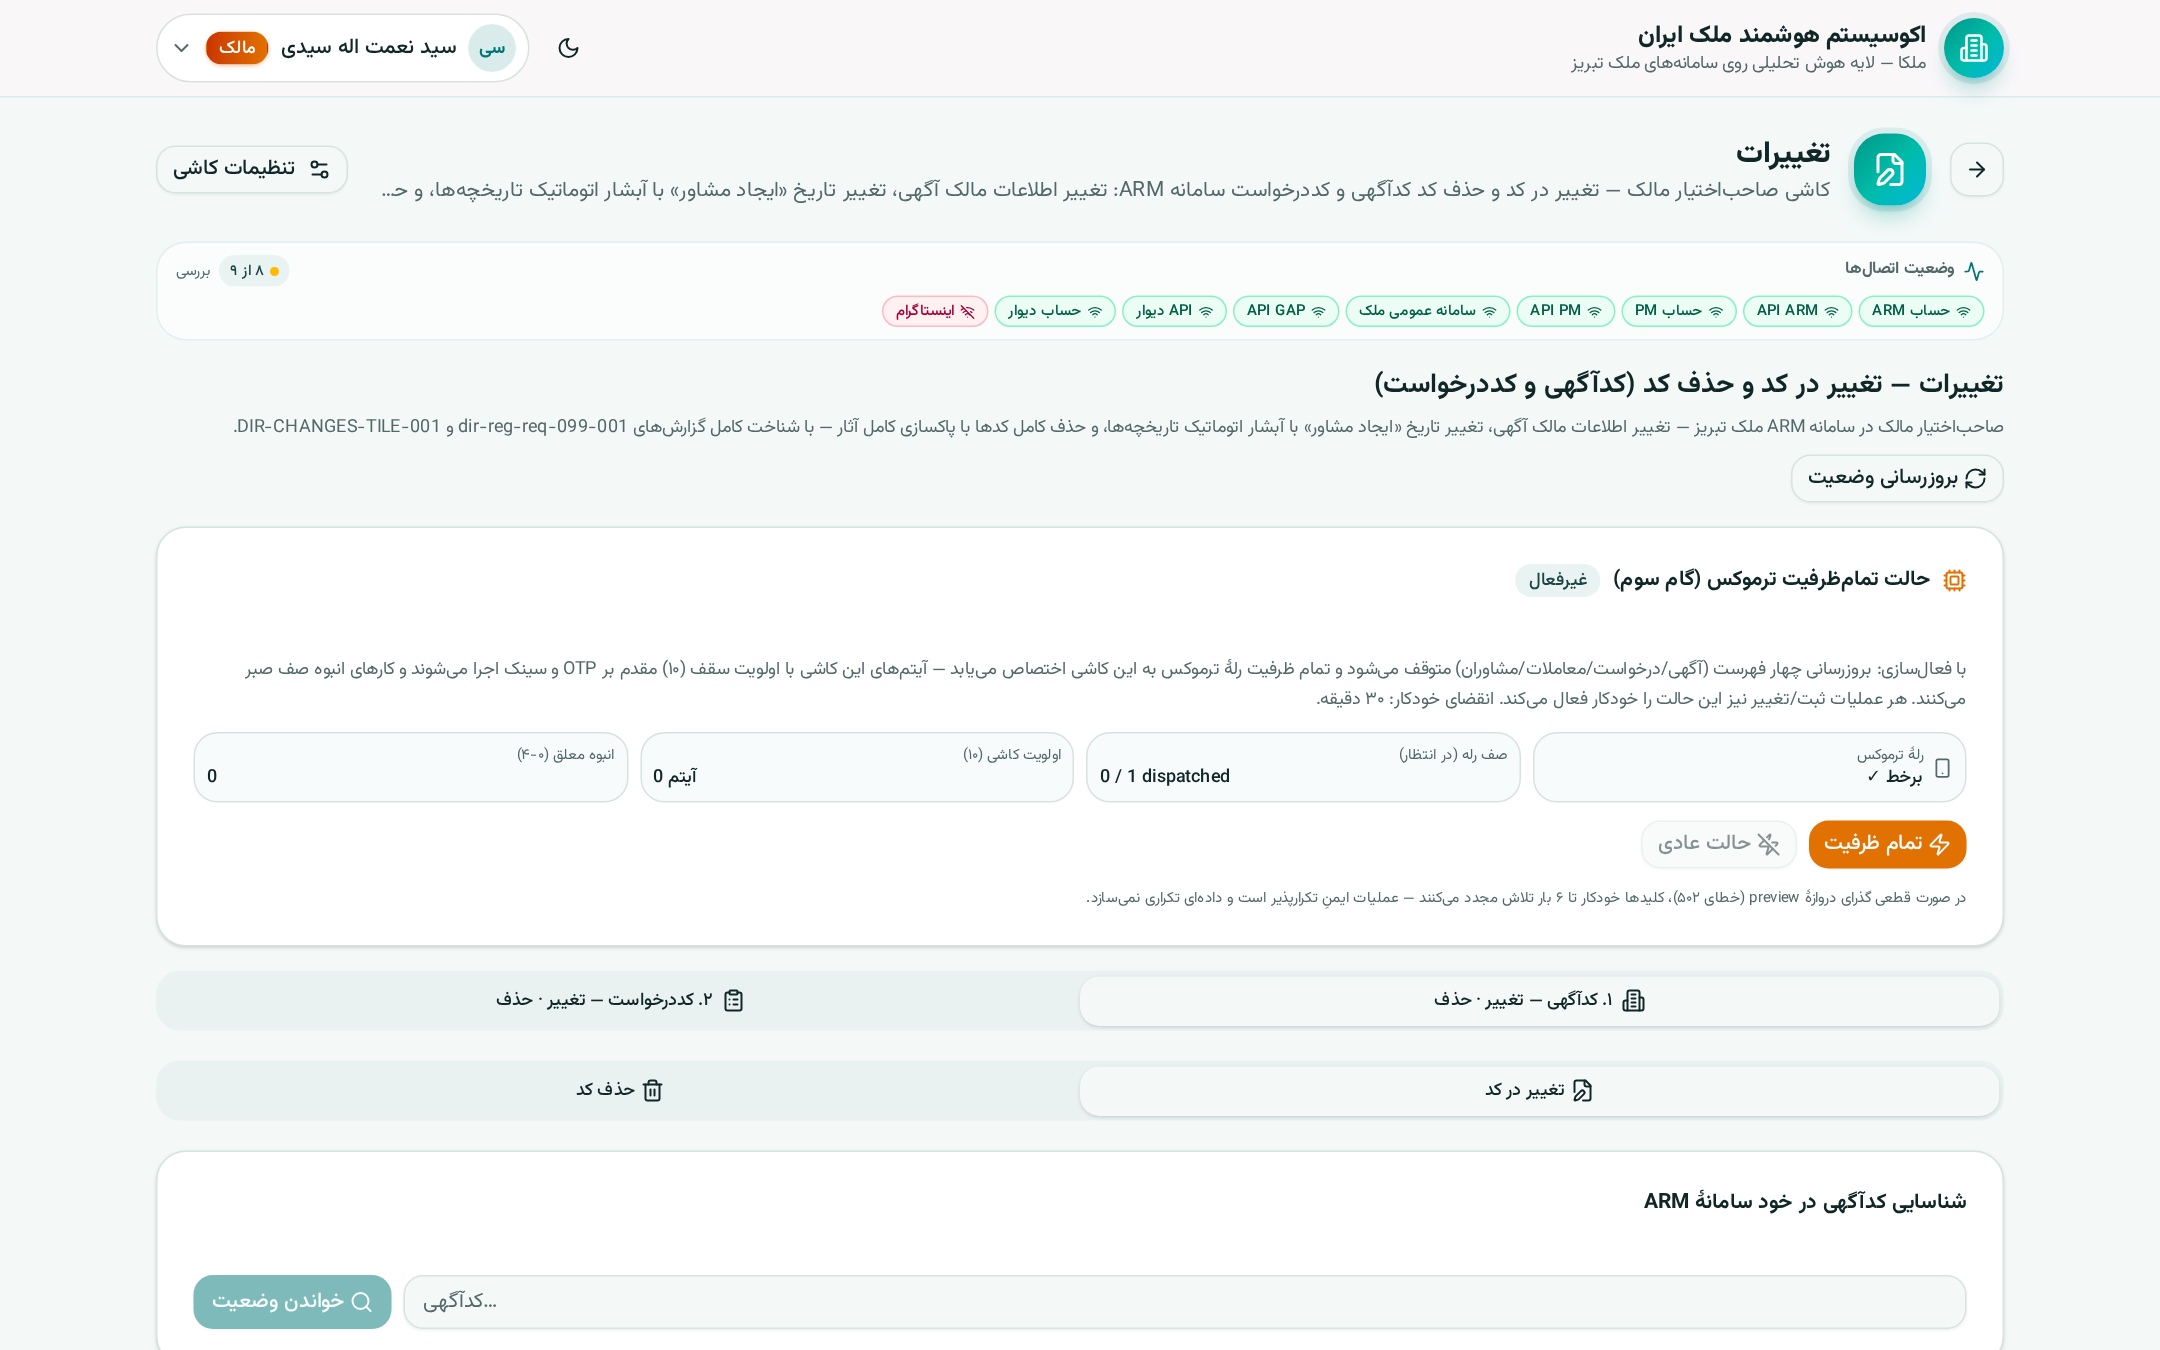 اکوسیستم هوشمند ملک ایران
ملکا — لایه هوش تحلیلی روی سامانه‌های ملک تبریز
سی
سید نعمت اله سیدی
مالک
تغییرات
کاشی صاحب‌اختیار مالک — تغییر در کد و حذف کد کدآگهی و کددرخواست سامانه ARM: تغییر اطلاعات مالک آگهی، تغییر تاریخ «ایجاد مشاور» با آبشار اتوماتیک تاریخچه‌ها، و حـ...
تنظیمات کاشی
وضعیت اتصال‌ها
۸ از ۹
بررسی
حساب ARM
API ARM
حساب PM
API PM
سامانه عمومی ملک
API GAP
API دیوار
حساب دیوار
اینستاگرام
تغییرات — تغییر در کد و حذف کد (کدآگهی و کددرخواست)
صاحب‌اختیار مالک در سامانه ARM ملک تبریز — تغییر اطلاعات مالک آگهی، تغییر تاریخ «ایجاد مشاور» با آبشار اتوماتیک تاریخچه‌ها، و حذف کامل کدها با پاکسازی کامل آثار — با شناخت کامل گزارش‌های dir-reg-req-099-001 و DIR-CHANGES-TILE-001.
بروزرسانی وضعیت
حالت تمام‌ظرفیت ترموکس (گام سوم)
غیرفعال
با فعال‌سازی: بروزرسانی چهار فهرست (آگهی/درخواست/معاملات/مشاوران) متوقف می‌شود و تمام ظرفیت رلهٔ ترموکس به این کاشی اختصاص می‌یابد — آیتم‌های این کاشی با اولویت سقف (۱۰) مقدم بر OTP و سینک اجرا می‌شوند و کارهای انبوه صف صبر
می‌کنند. هر عملیات ثبت/تغییر نیز این حالت را خودکار فعال می‌کند. انقضای خودکار: ۳۰ دقیقه.
رلهٔ ترموکس
برخط ✓
صف رله (در انتظار)
0 / 1 dispatched
اولویت کاشی (۱۰)
0 آیتم
انبوه معلق (۰-۴)
0
تمام ظرفیت
حالت عادی
در صورت قطعی گذرای دروازهٔ preview (خطای ۵۰۲)، کلیدها خودکار تا ۶ بار تلاش مجدد می‌کنند — عملیات ایمنِ تکرارپذیر است و داده‌ای تکراری نمی‌سازد.
۱. کدآگهی — تغییر · حذف
۲. کددرخواست — تغییر · حذف
تغییر در کد
حذف کد
شناسایی کدآگهی در خود سامانهٔ ARM
کدآگهی...
خواندن وضعیت